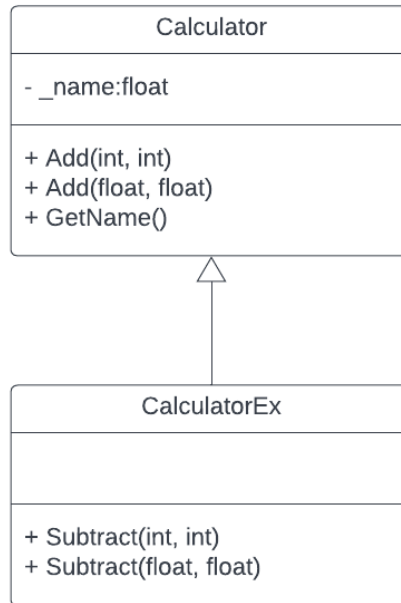 Calculator
- _name:float
+ Add(int, int)
+ Add(float, float)
+ GetName()
CalculatorEx
+ Subtract(int, int)
+ Subtract(float, float)